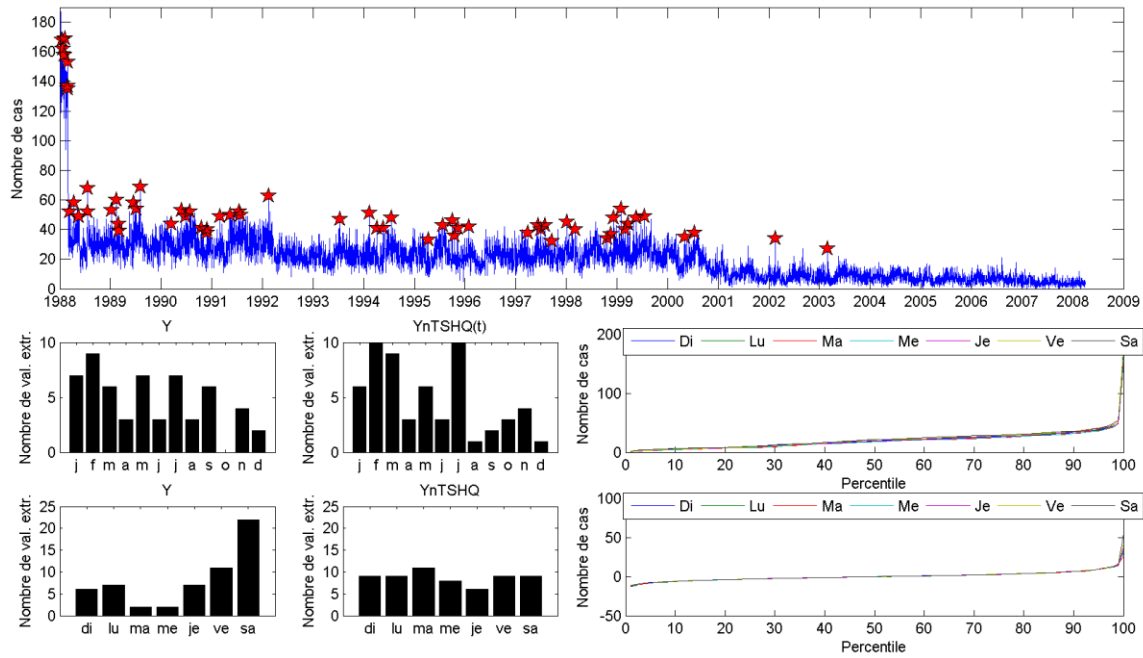 180
160
140
120
100
80
60
40
20
0
Nombre de cas
1988 1989 1990 1991 1992 1993 1994 1995 1996 1997 1998 1999 2000 2001 2002 2003 2004 2005 2006 2007 2008 2009
Y
10
5
0
Nombre de val. extr.
j f m a m j j a s o n d
YnTSHQ(t)
10
5
0
Nombre de val. extr.
j f m a m j j a s o n d
200
100
0
Nombre de cas
Di Lu Ma Me Je Ve Sa
0 10 20 30 40 50 60 70 80 90 100
Percentile
Y
25
20
15
10
5
0
Nombre de val. extr.
di lu ma me je ve sa
YnTSHQ
25
20
15
10
5
0
Nombre de val. extr.
di lu ma me je ve sa
100
50
0
-50
Nombre de cas
Di Lu Ma Me Je Ve Sa
0 10 20 30 40 50 60 70 80 90 100
Percentile